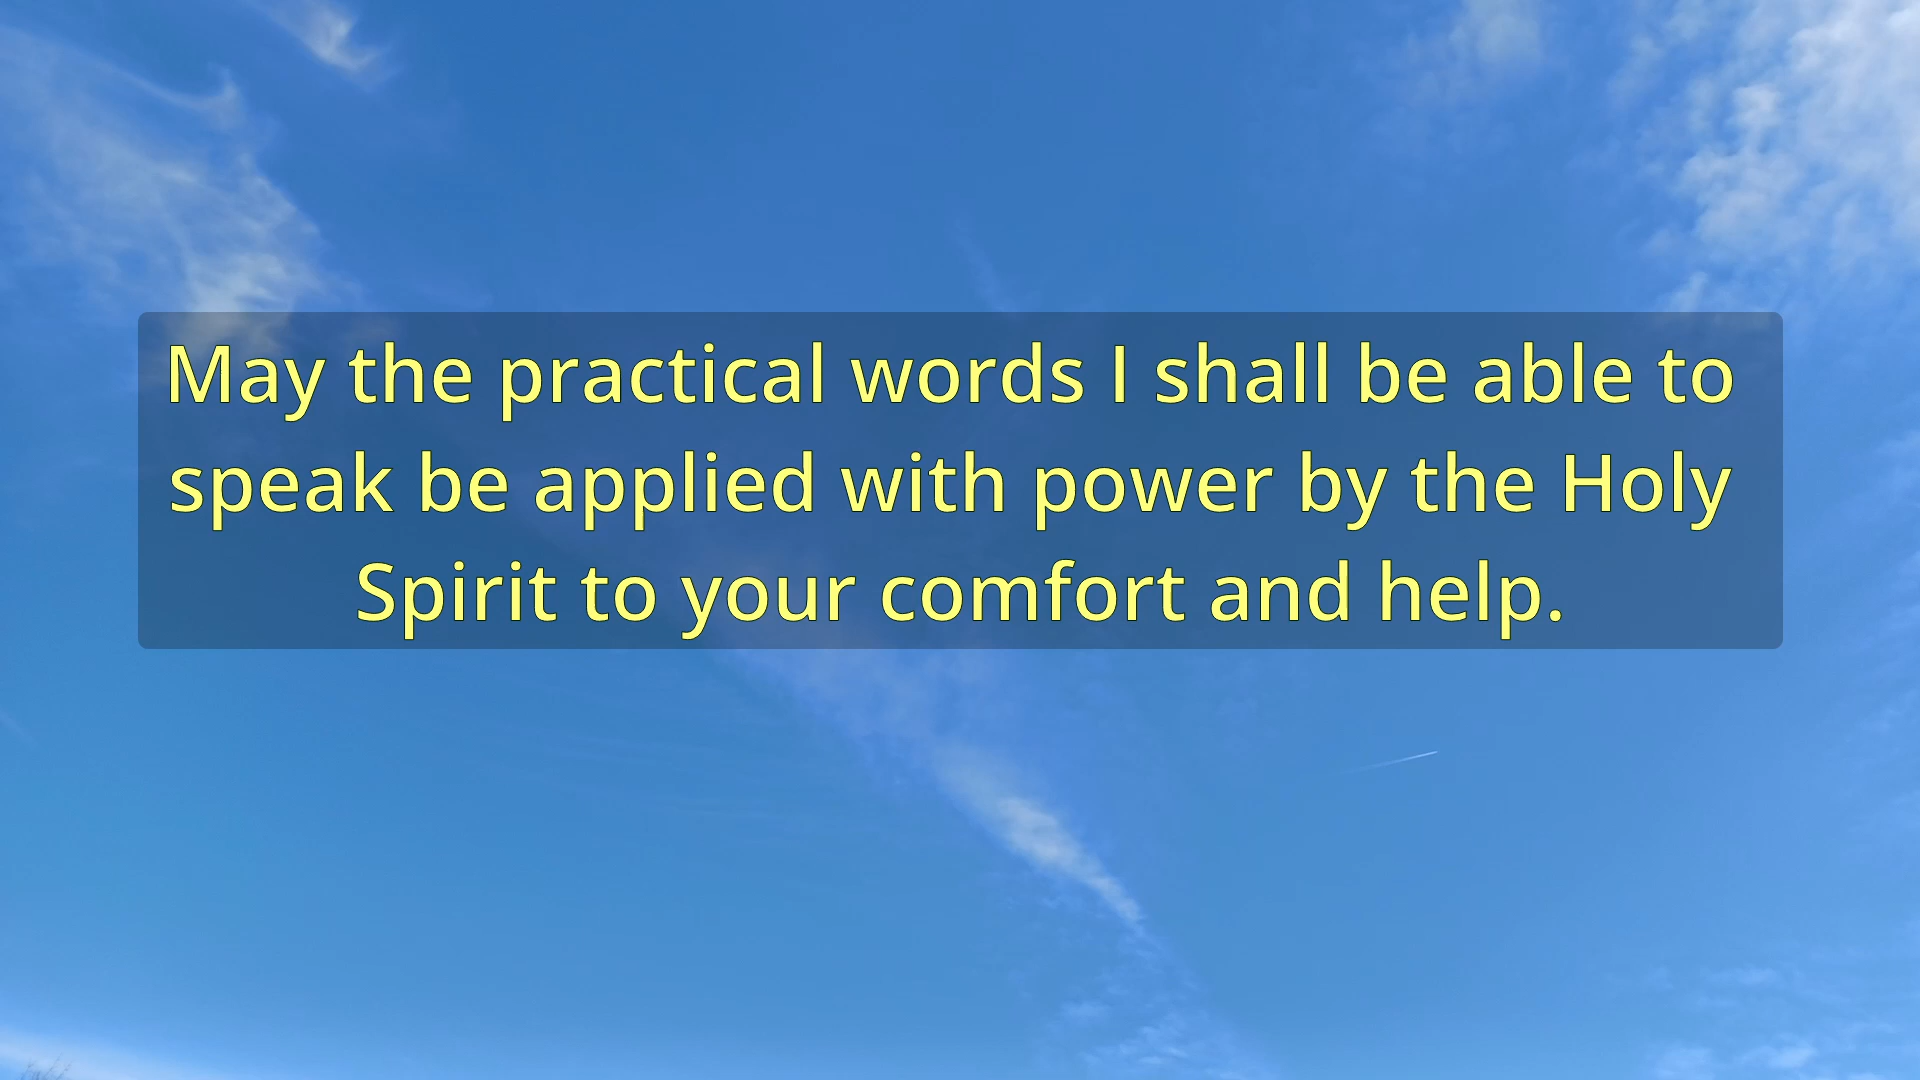 May the practical words I shall be able to
speak be applied with power by the Holy
Spirit to your comfort and help.